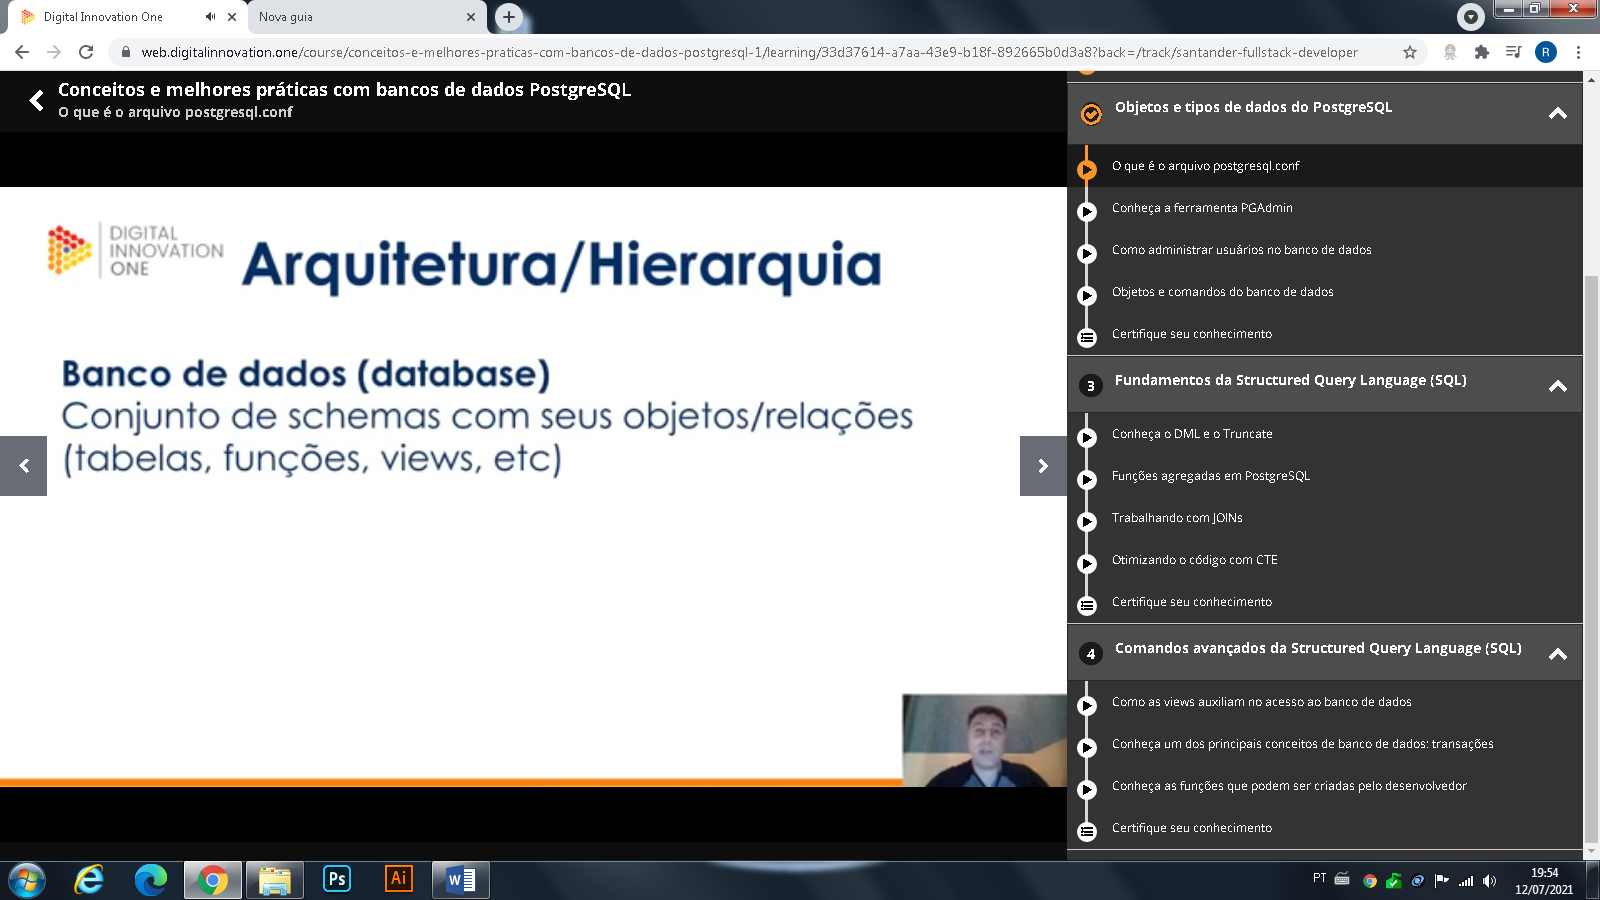 Digital Innovation One
Nova guia
web.digitalinnovation.one/course/conceitos-e-melhores-praticas-com-bancos-de-dados-postgresql-1/learning/33d37614-a7aa-43e9-b18f-892665b0d3a8?back=/track/santander-fullstack-developer
R
Conceitos e melhores práticas com bancos de dados PostgreSQL
O que é o arquivo postgresql.conf
DIGITAL
INNOVATION
ONE
Arquitetura/Hierarquia
Banco de dados (database)
Conjunto de schemas com seus objetos/relações
(tabelas, funções, views, etc)
Objetos e tipos de dados do PostgreSQL
O que é o arquivo postgresql.conf
Conheça a ferramenta PGAdmin
Como administrar usuários no banco de dados
Objetos e comandos do banco de dados
Certifique seu conhecimento
3 Fundamentos da Structured Query Language (SQL)
Conheça o DML e o Truncate
Funções agregadas em PostgreSQL
Trabalhando com JOINs
Otimizando o código com CTE
Certifique seu conhecimento
4 Comandos avançados da Structured Query Language (SQL)
Como as views auxiliam no acesso ao banco de dados
Conheça um dos principais conceitos de banco de dados: transações
Conheça as funções que podem ser criadas pelo desenvolvedor
Certifique seu conhecimento
Ps
Ai
W
PT
19:54
12/07/2021